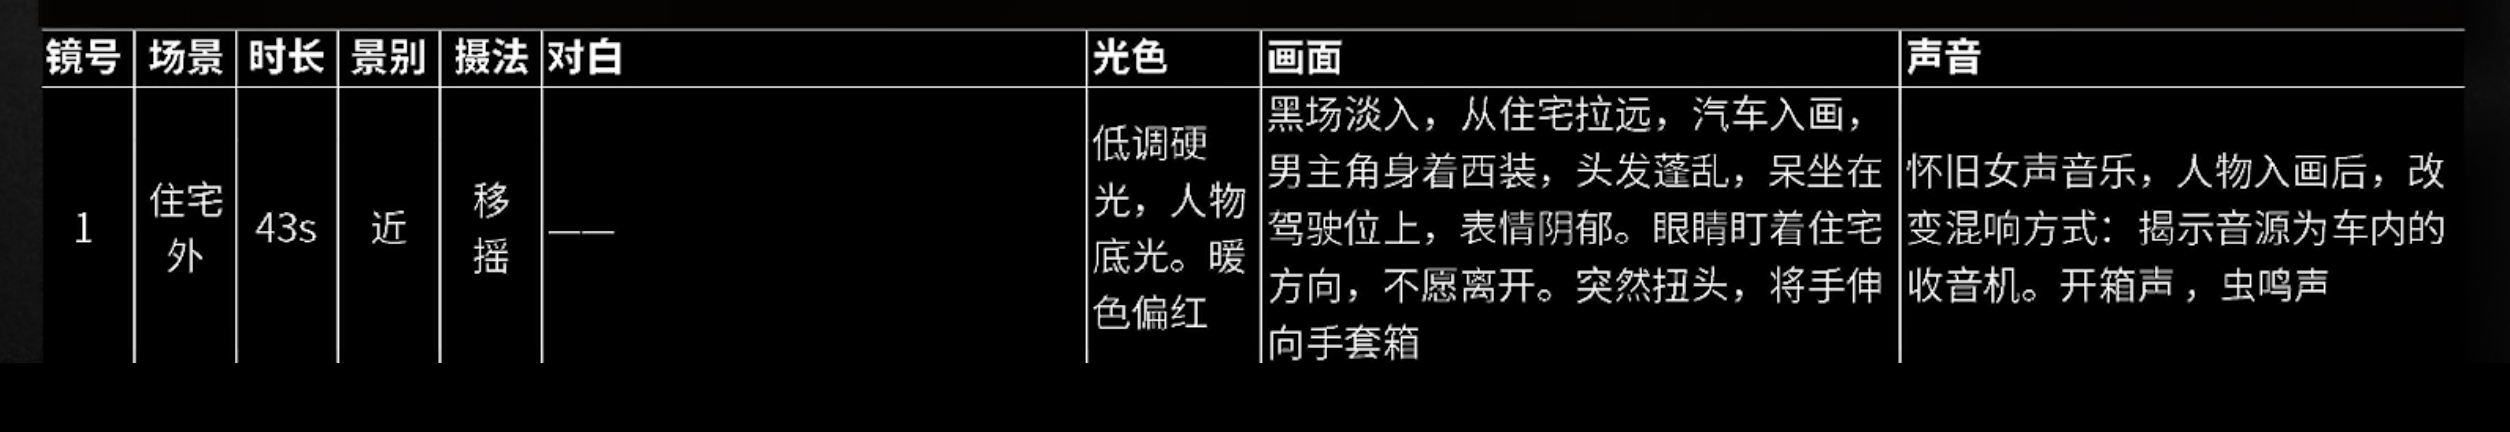 镜号 场景 时长 景别 摄法 对白 光色 画面 声音
1
住宅
外
43s
近
移
摇
——
低调硬
光，人物
底光。暖
色偏红
黑场淡入，从住宅拉远，汽车入画，
男主角身着西装，头发蓬乱，呆坐在
驾驶位上，表情阴郁。眼睛盯着住宅
方向，不愿离开。突然扭头，将手伸
向手套箱
怀旧女声音乐，人物入画后，改
变混响方式：揭示音源为车内的
收音机。开箱声，虫鸣声